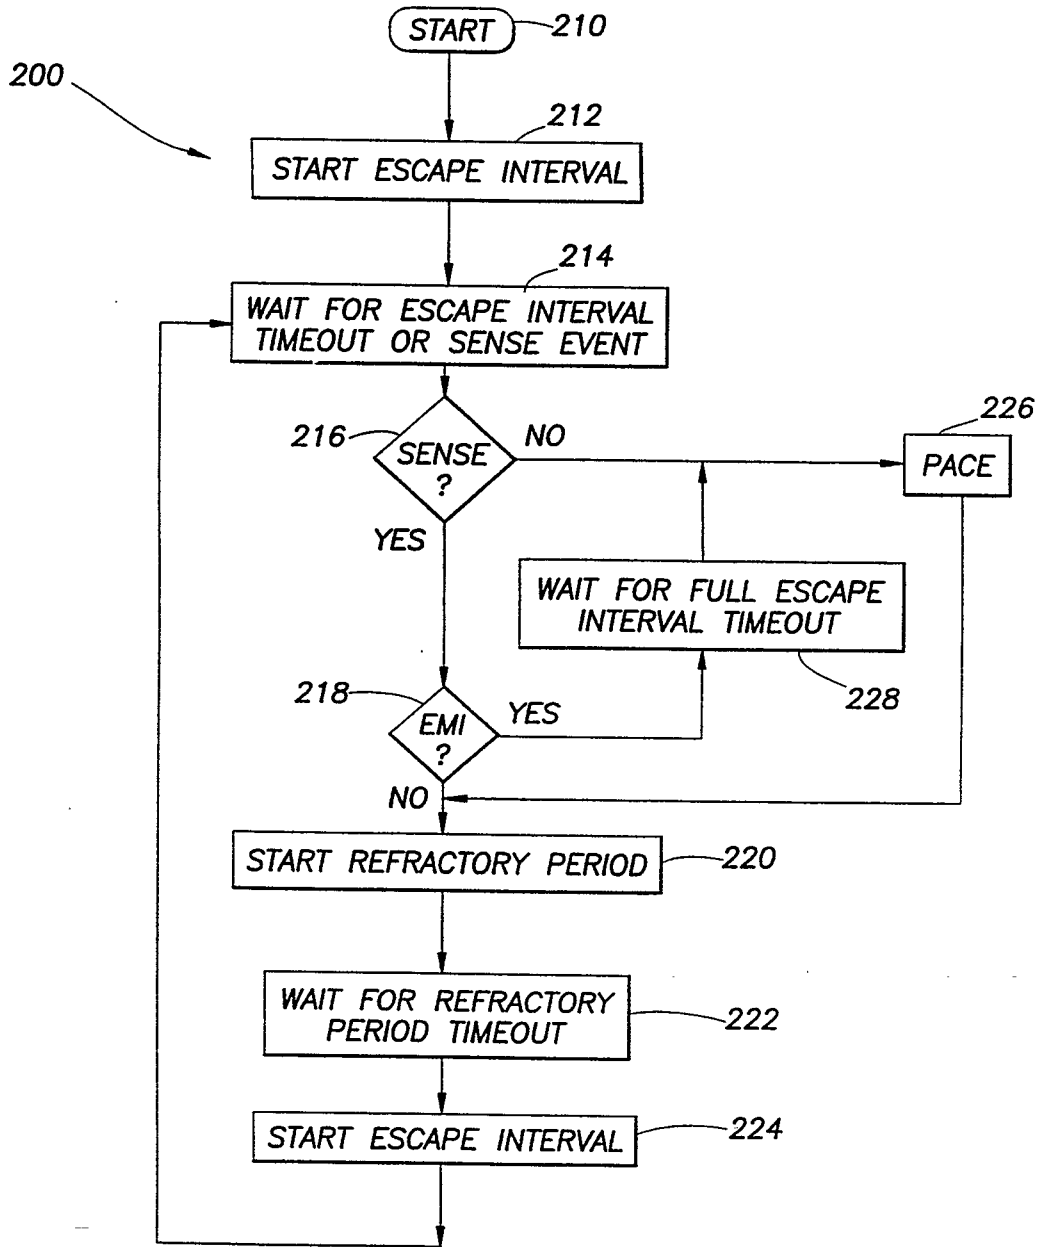 START
210
200
212
START ESCAPE INTERVAL
214
WAIT FOR ESCAPE INTERVAL
TIMEOUT OR SENSE EVENT
226
216
SENSE
?
NO
PACE
YES
WAIT FOR FULL ESCAPE
INTERVAL TIMEOUT
228
218
EMI
?
YES
NO
START REFRACTORY PERIOD
220
WAIT FOR REFRACTORY
PERIOD TIMEOUT
222
START ESCAPE INTERVAL
224